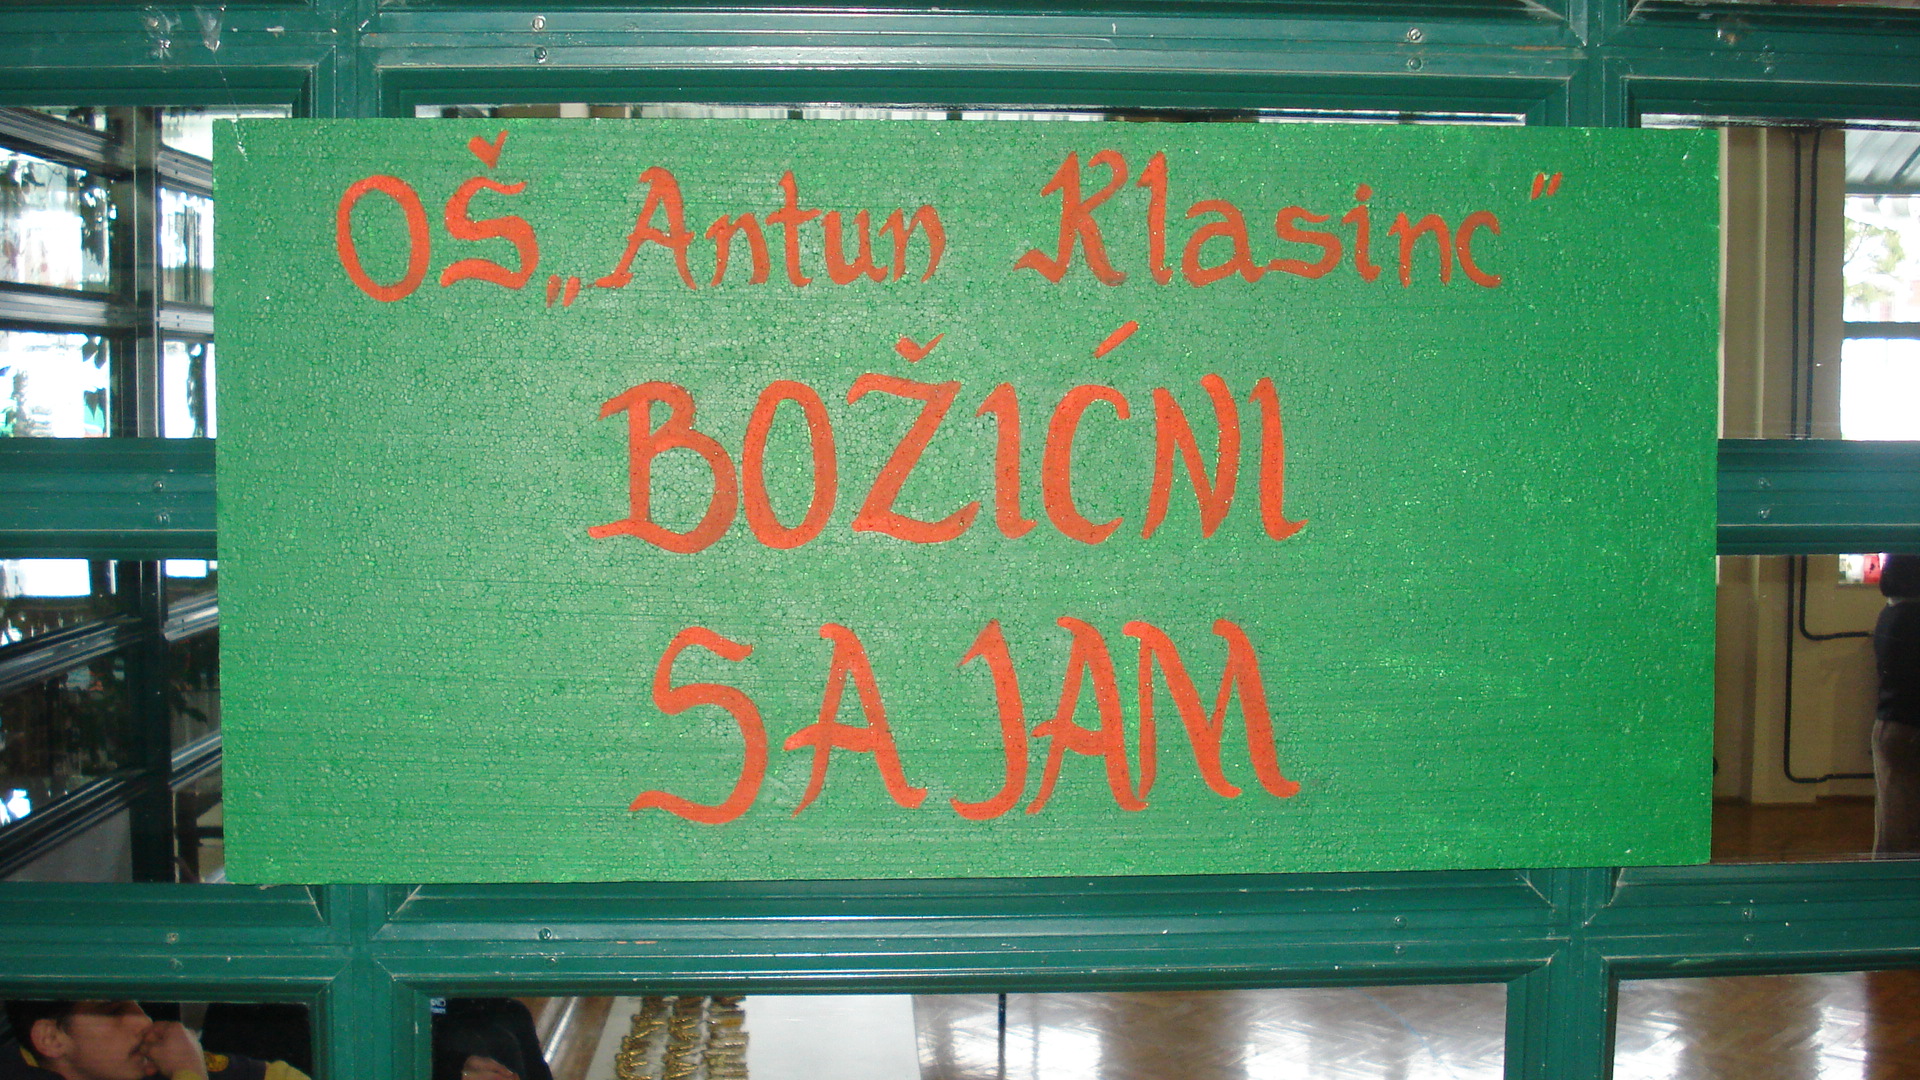 OŠ „Antun Klasinc"
BOŽIĆNI
SAJAM